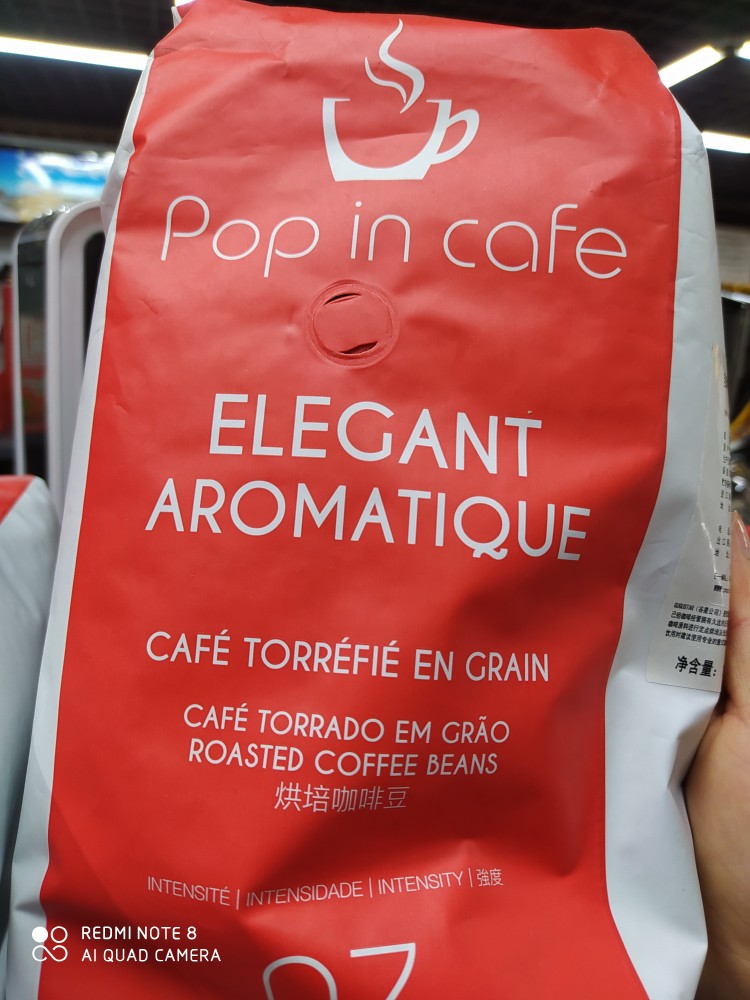 Pop in cafe
ELEGANT
AROMATIQUE
CAFÉ TORRÉFIÉ EN GRAIN
CAFÉ TORRADO EM GRÃO
ROASTED COFFEE BEANS
烘培咖啡豆
INTENSITÉ | INTENSIDADE | INTENSITY | 強度
净含量:
REDMI NOTE 8
AI QUAD CAMERA